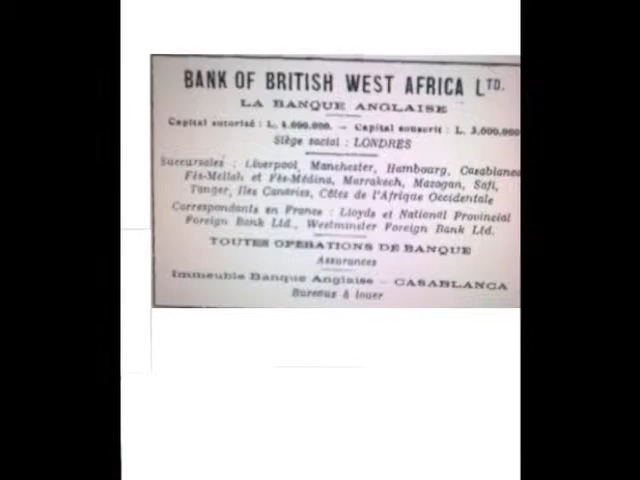 BANK OF BRITISH WEST AFRICA LTD.
LA BANQUE ANGLAISE
Capital autorisé : L. 4.000.000. — Capital souscrit : L. 3.000.000
Siège social : LONDRES
Succursales : Liverpool, Manchester, Hambourg, Casablanca
Fès-Mellah et Fès-Médina, Marrakech, Mazagan, Safi,
Tanger, Iles Canaries, Côtes de l'Afrique Occidentale
Correspondants en France : Lloyds et National Provincial
Foreign Bank Ltd., Westminster Foreign Bank Ltd.
TOUTES OPÉRATIONS DE BANQUE
Assurances
Immeuble Banque Anglaise — CASABLANCA
Bureaux à louer